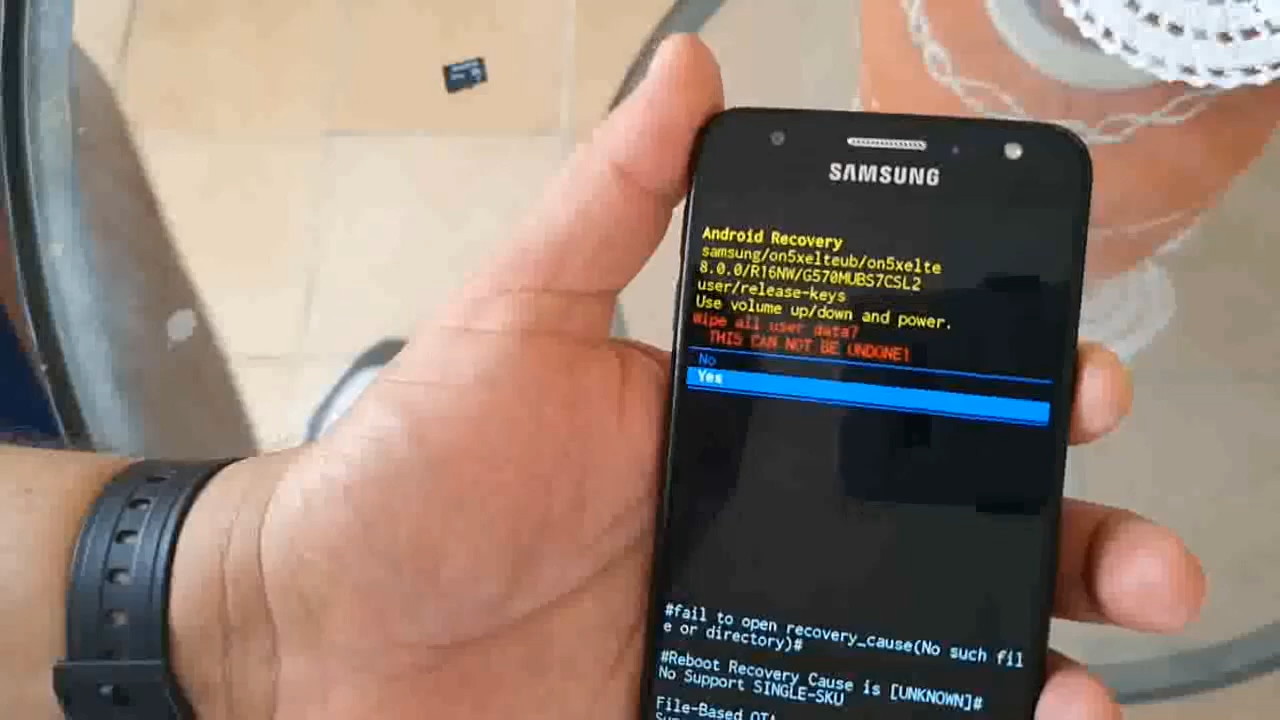 SAMSUNG
Android Recovery
samsung/on5xelteub/on5xelte
8.0.0/R16NW/G570MUBS7CSL2
user/release-keys
Use volume up/down and power.
Wipe all user data?
THIS CAN NOT BE UNDONE!
No
Yes
#fail to open recovery_cause(No such fil
e or directory)#
#Reboot Recovery Cause is [UNKNOWN]#
No Support SINGLE-SKU
File-Based OTA